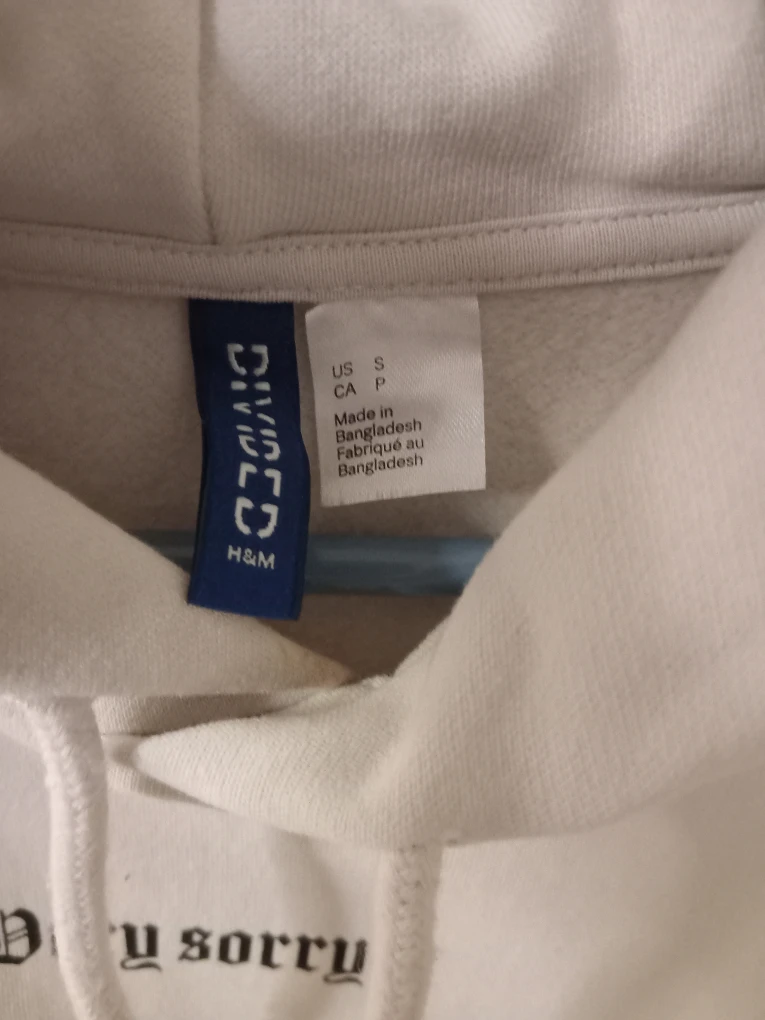 DIVIDED
H&M
US S
CA P
Made in
Bangladesh
Fabriqué au
Bangladesh
sorry